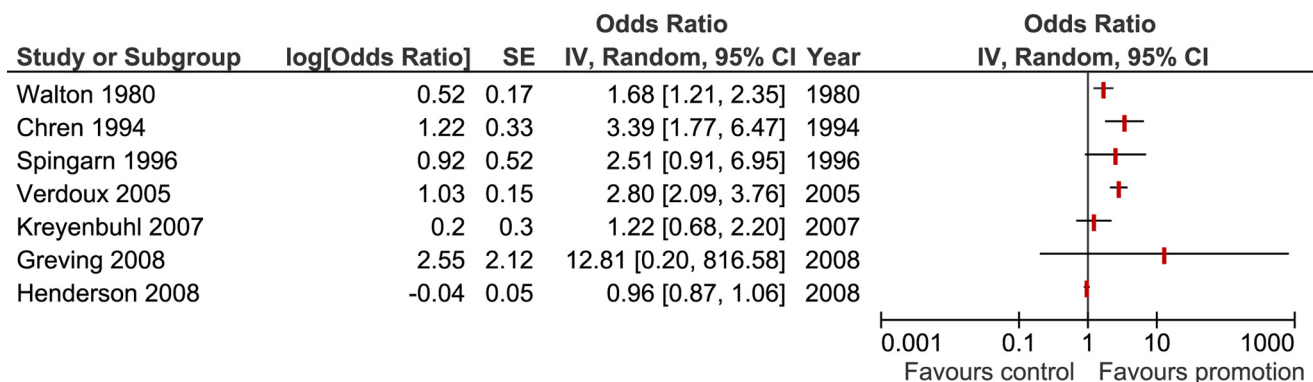 Odds Ratio Odds Ratio
Study or Subgroup log[Odds Ratio] SE IV, Random, 95% CI Year IV, Random, 95% CI
Walton 1980 0.52 0.17 1.68 [1.21, 2.35] 1980
Chren 1994 1.22 0.33 3.39 [1.77, 6.47] 1994
Spingarn 1996 0.92 0.52 2.51 [0.91, 6.95] 1996
Verdoux 2005 1.03 0.15 2.80 [2.09, 3.76] 2005
Kreyenbuhl 2007 0.2 0.3 1.22 [0.68, 2.20] 2007
Greving 2008 2.55 2.12 12.81 [0.20, 816.58] 2008
Henderson 2008 -0.04 0.05 0.96 [0.87, 1.06] 2008
0.001 0.1 1 10 1000
Favours control Favours promotion